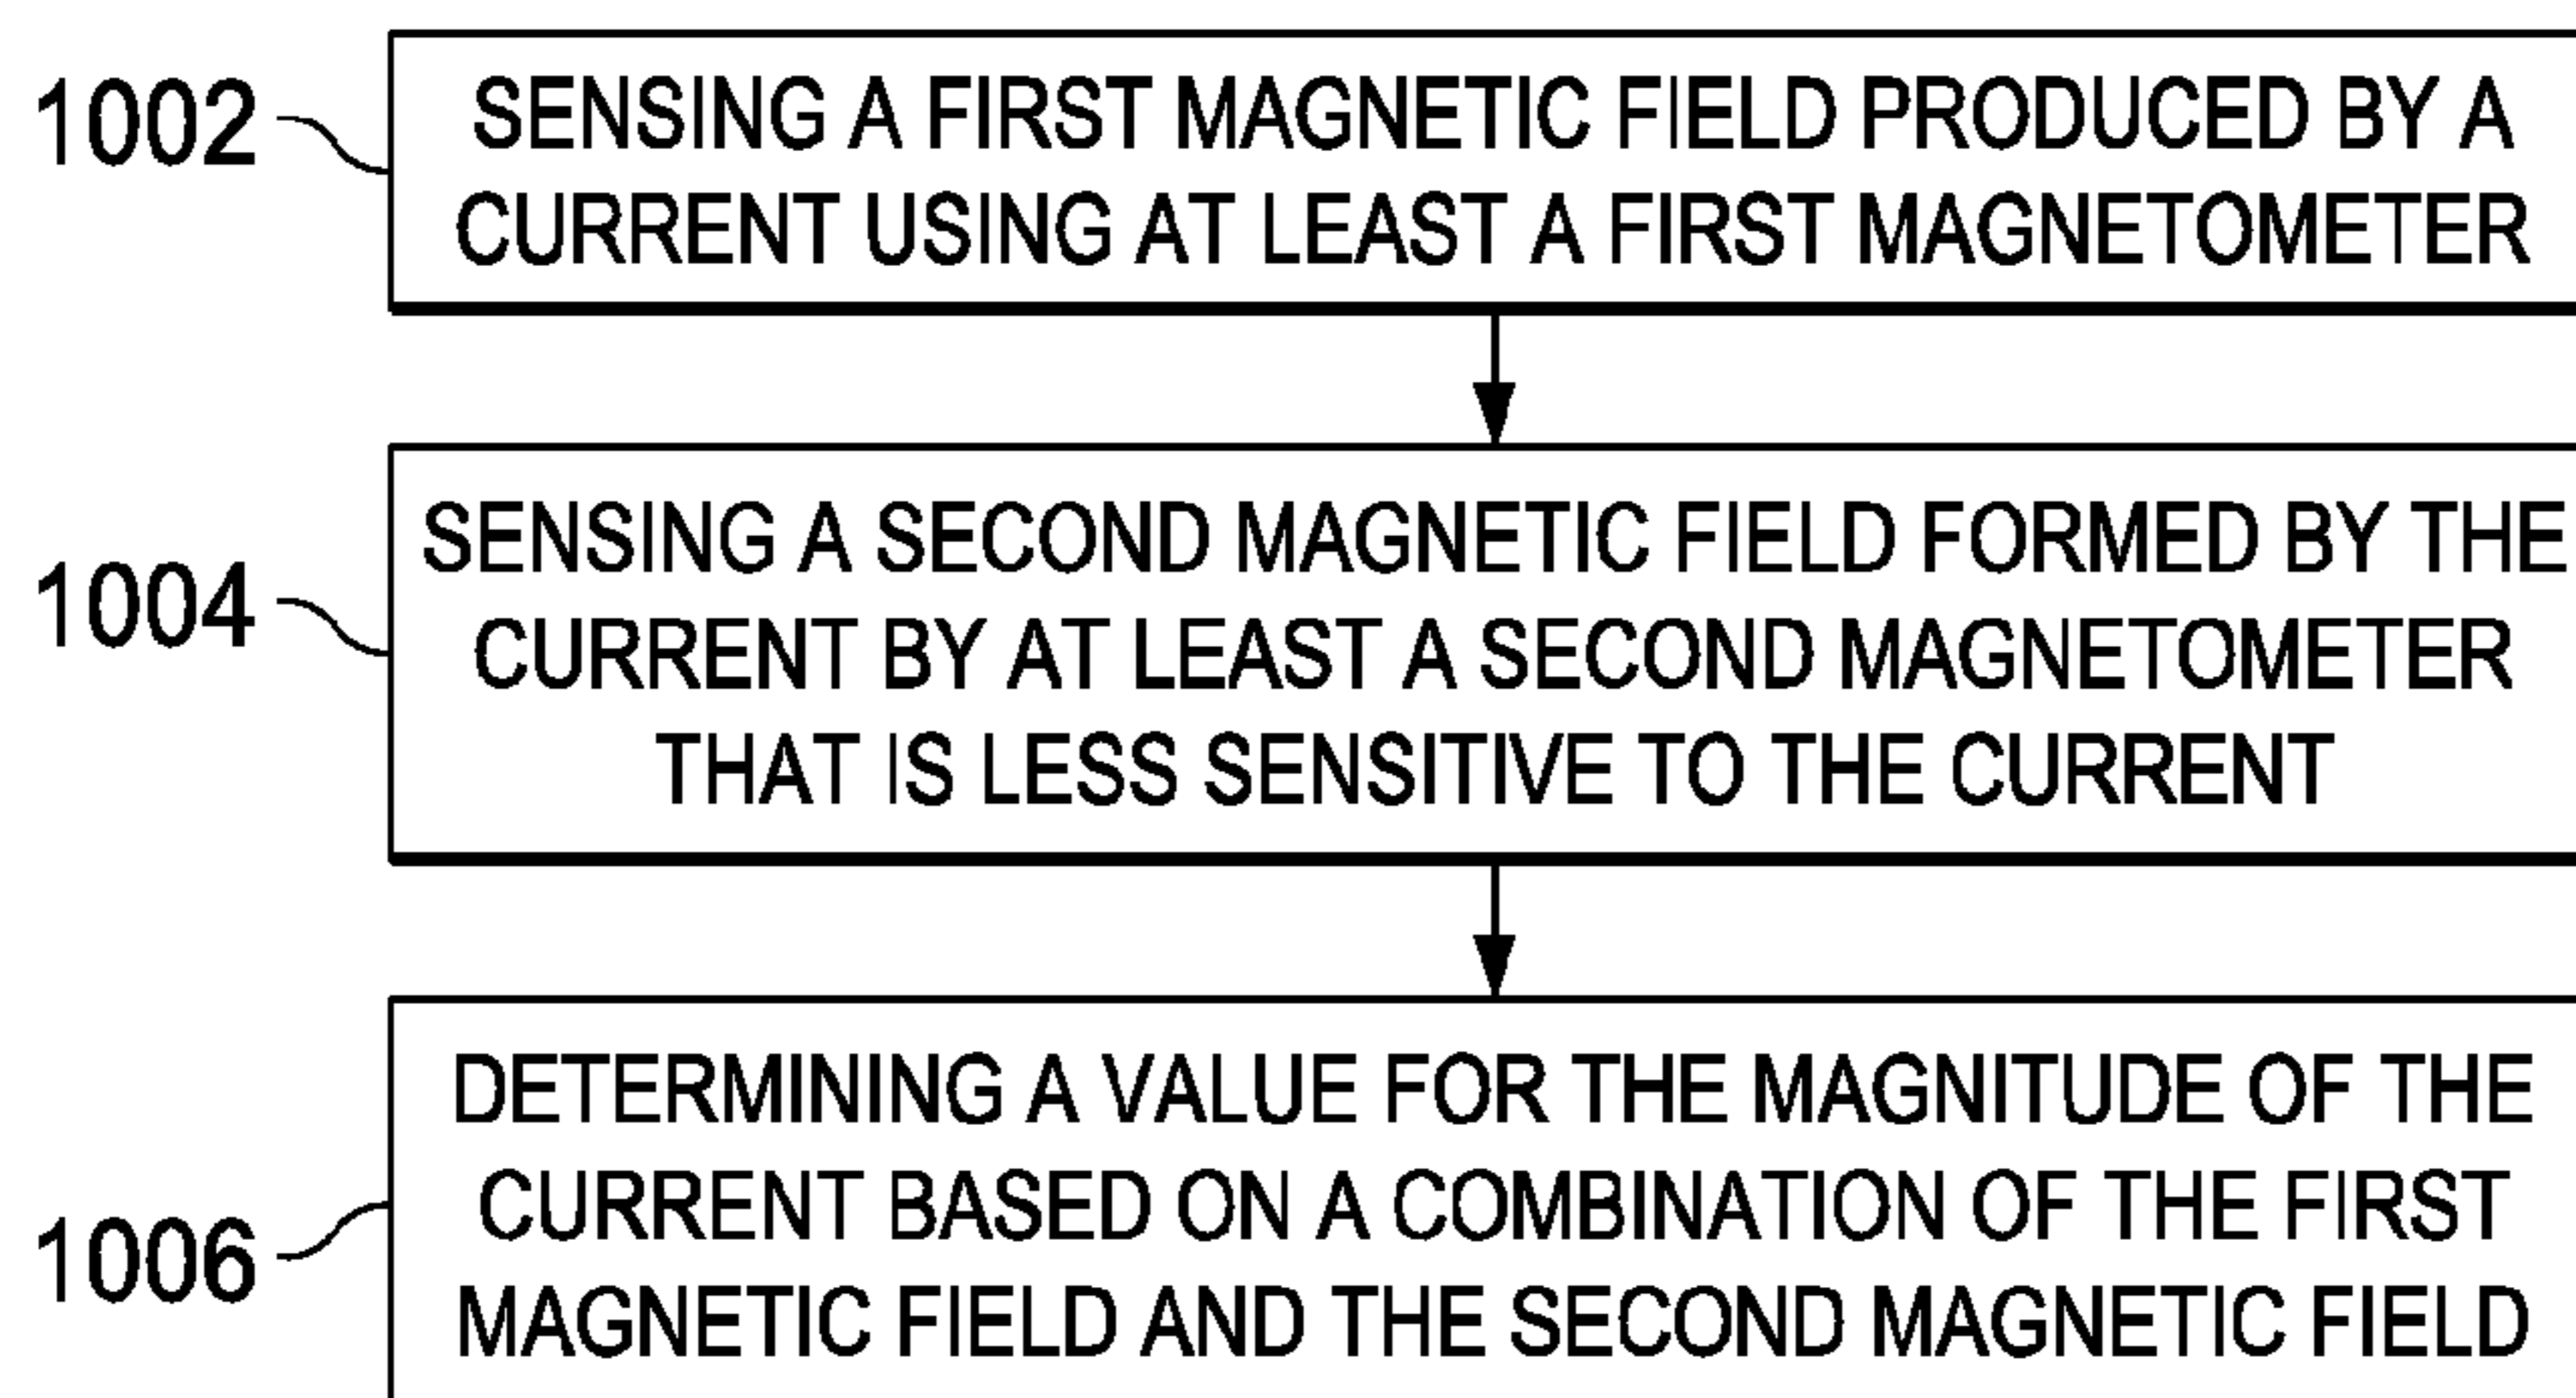 1002
SENSING A FIRST MAGNETIC FIELD PRODUCED BY A
CURRENT USING AT LEAST A FIRST MAGNETOMETER
1004
SENSING A SECOND MAGNETIC FIELD FORMED BY THE
CURRENT BY AT LEAST A SECOND MAGNETOMETER
THAT IS LESS SENSITIVE TO THE CURRENT
1006
DETERMINING A VALUE FOR THE MAGNITUDE OF THE
CURRENT BASED ON A COMBINATION OF THE FIRST
MAGNETIC FIELD AND THE SECOND MAGNETIC FIELD